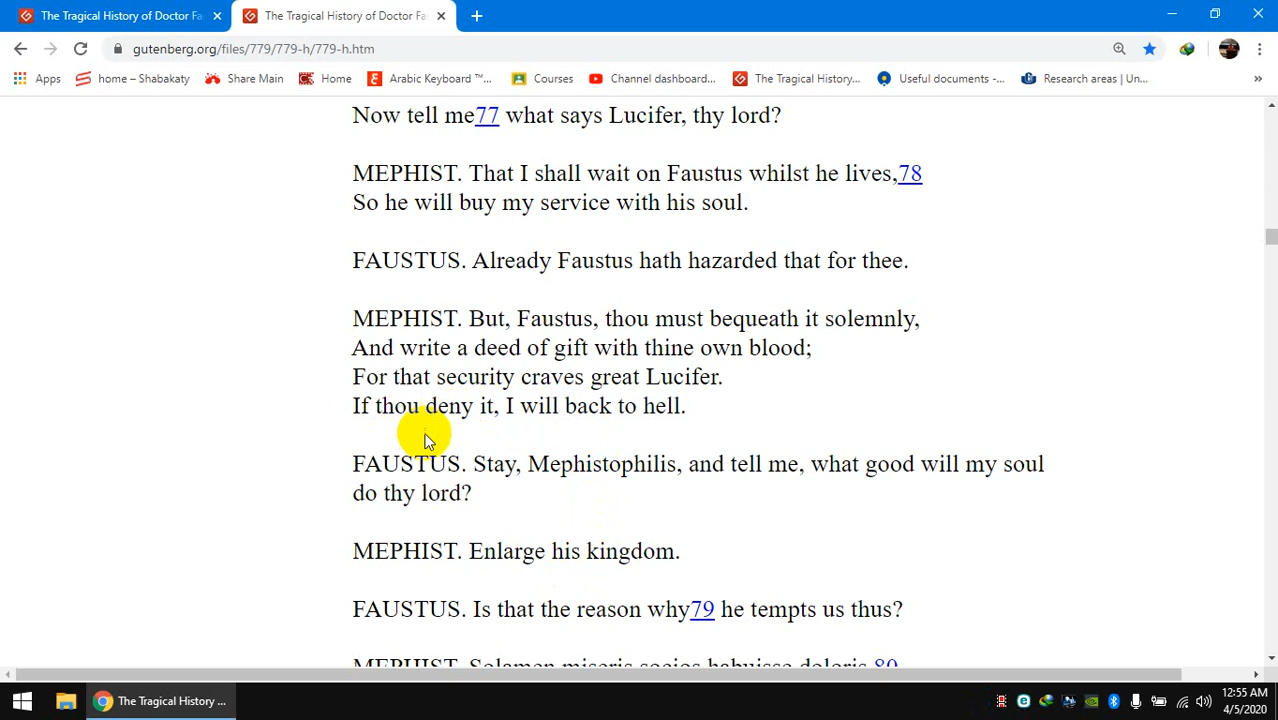 The Tragical History of Doctor Fa
The Tragical History of Doctor Fa
gutenberg.org/files/779/779-h/779-h.htm
Apps
home – Shabakaty
Share Main
Home
Arabic Keyboard ™...
Courses
Channel dashboard...
The Tragical History...
Useful documents -...
Research areas | Un...
»
Now tell me77 what says Lucifer, thy lord?
MEPHIST. That I shall wait on Faustus whilst he lives,78
So he will buy my service with his soul.
FAUSTUS. Already Faustus hath hazarded that for thee.
MEPHIST. But, Faustus, thou must bequeath it solemnly,
And write a deed of gift with thine own blood;
For that security craves great Lucifer.
If thou deny it, I will back to hell.
FAUSTUS. Stay, Mephistophilis, and tell me, what good will my soul
do thy lord?
MEPHIST. Enlarge his kingdom.
FAUSTUS. Is that the reason why79 he tempts us thus?
MEPHIST. Solamen miseris socios habuisse doloris.80
The Tragical History ...
12:55 AM
4/5/2020